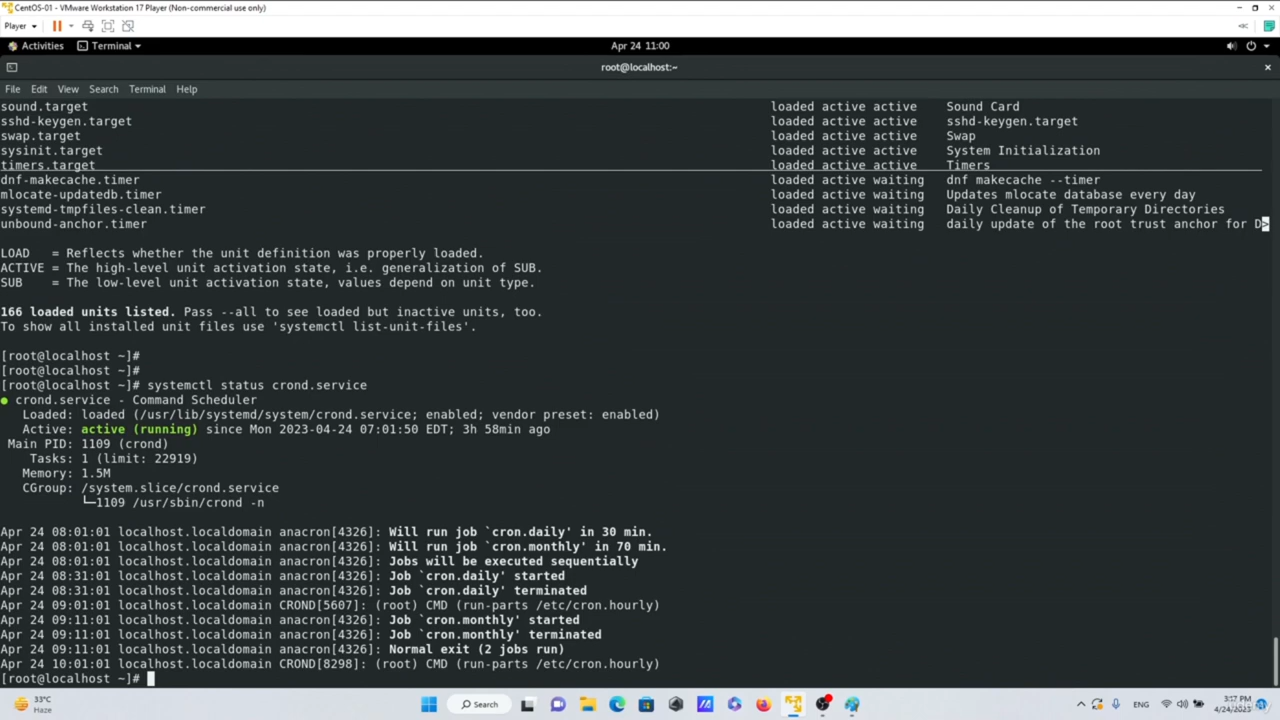 CentOS-01 - VMware Workstation 17 Player (Non-commercial use only)
Player
Activities Terminal Apr 24 11:00
root@localhost:~
File Edit View Search Terminal Help
sound.target loaded active active Sound Card
sshd-keygen.target loaded active active sshd-keygen.target
swap.target loaded active active Swap
sysinit.target loaded active active System Initialization
timers.target loaded active active Timers
dnf-makecache.timer loaded active waiting dnf makecache --timer
mlocate-updatedb.timer loaded active waiting Updates mlocate database every day
systemd-tmpfiles-clean.timer loaded active waiting Daily Cleanup of Temporary Directories
unbound-anchor.timer loaded active waiting daily update of the root trust anchor for D>
LOAD = Reflects whether the unit definition was properly loaded.
ACTIVE = The high-level unit activation state, i.e. generalization of SUB.
SUB = The low-level unit activation state, values depend on unit type.
166 loaded units listed. Pass --all to see loaded but inactive units, too.
To show all installed unit files use 'systemctl list-unit-files'.
[root@localhost ~]#
[root@localhost ~]#
[root@localhost ~]# systemctl status crond.service
● crond.service - Command Scheduler
Loaded: loaded (/usr/lib/systemd/system/crond.service; enabled; vendor preset: enabled)
Active: active (running) since Mon 2023-04-24 07:01:50 EDT; 3h 58min ago
Main PID: 1109 (crond)
Tasks: 1 (limit: 22919)
Memory: 1.5M
CGroup: /system.slice/crond.service
└─1109 /usr/sbin/crond -n
Apr 24 08:01:01 localhost.localdomain anacron[4326]: Will run job `cron.daily' in 30 min.
Apr 24 08:01:01 localhost.localdomain anacron[4326]: Will run job `cron.monthly' in 70 min.
Apr 24 08:01:01 localhost.localdomain anacron[4326]: Jobs will be executed sequentially
Apr 24 08:31:01 localhost.localdomain anacron[4326]: Job `cron.daily' started
Apr 24 08:31:01 localhost.localdomain anacron[4326]: Job `cron.daily' terminated
Apr 24 09:01:01 localhost.localdomain CROND[5607]: (root) CMD (run-parts /etc/cron.hourly)
Apr 24 09:11:01 localhost.localdomain anacron[4326]: Job `cron.monthly' started
Apr 24 09:11:01 localhost.localdomain anacron[4326]: Job `cron.monthly' terminated
Apr 24 09:11:01 localhost.localdomain anacron[4326]: Normal exit (2 jobs run)
Apr 24 10:01:01 localhost.localdomain CROND[8298]: (root) CMD (run-parts /etc/cron.hourly)
[root@localhost ~]#
33°C
Haze
Search
ENG
3:17 PM
4/24/2023